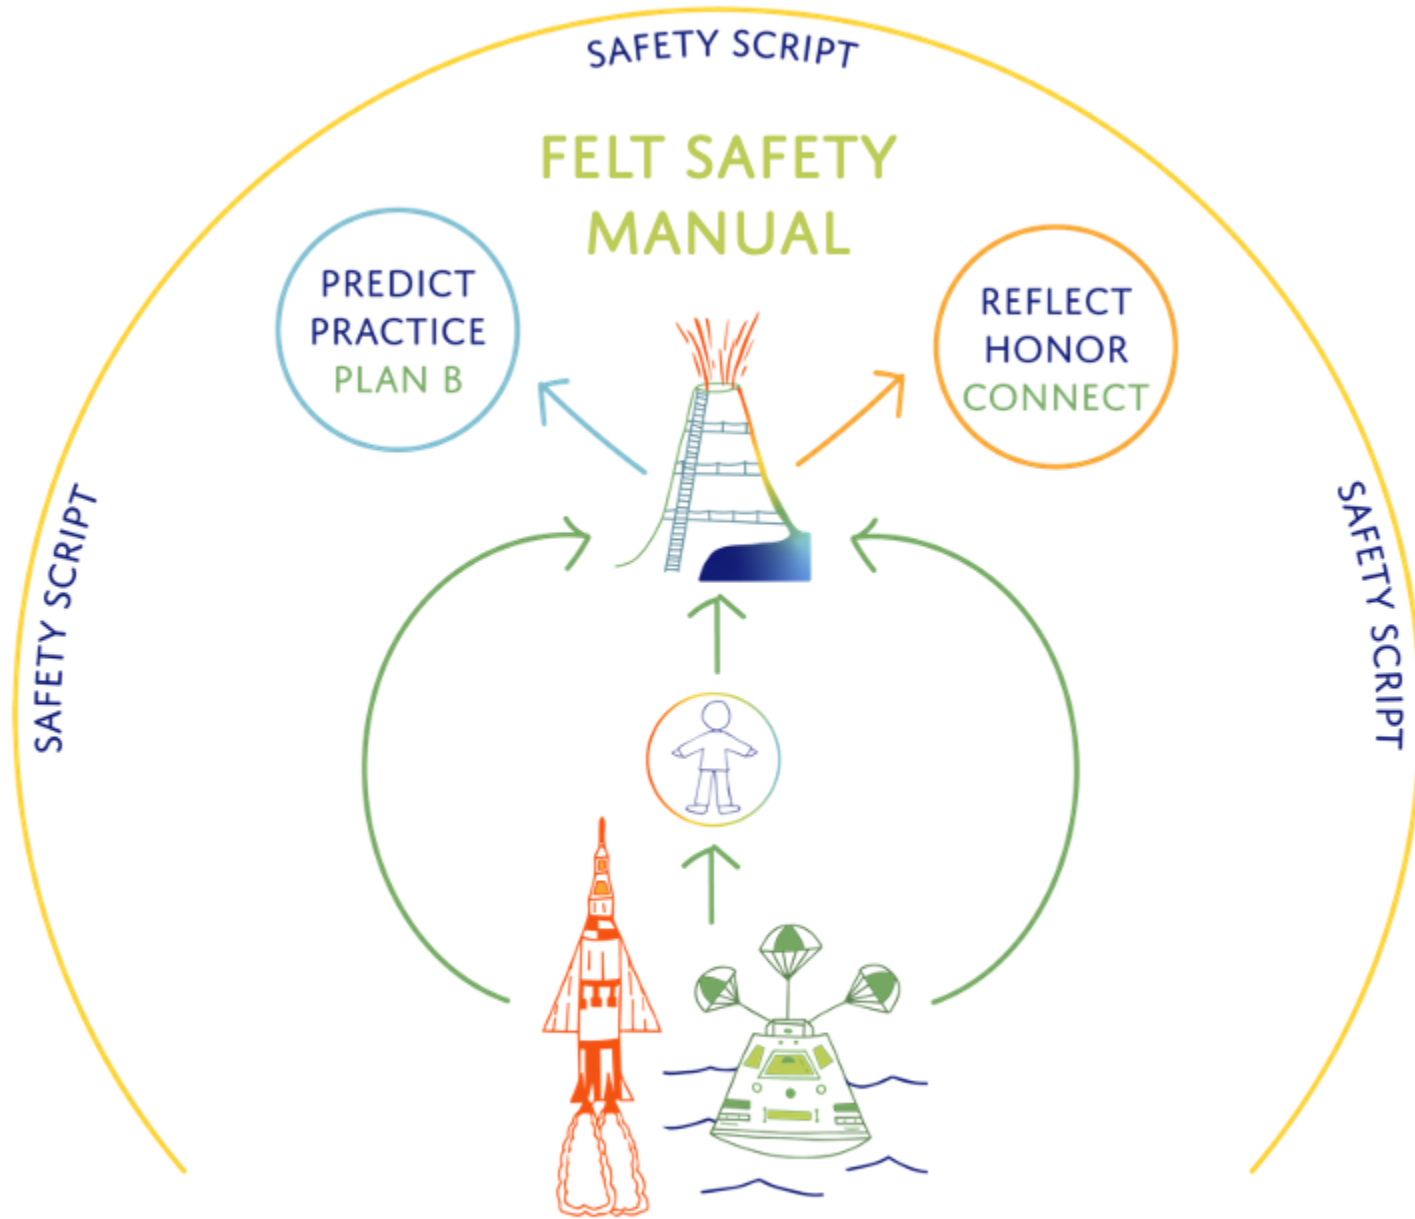 SAFETY SCRIPT
FELT SAFETY
MANUAL
PREDICT
PRACTICE
PLAN B
REFLECT
HONOR
CONNECT
SAFETY SCRIPT
SAFETY SCRIPT